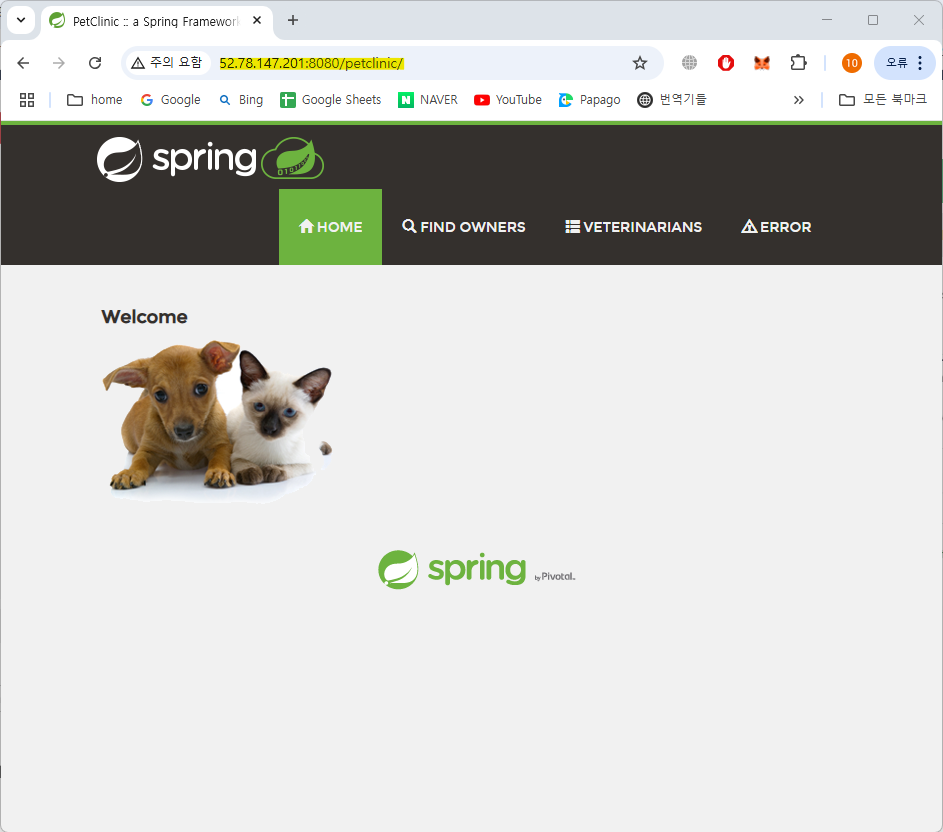 PetClinic :: a Spring Framework
주의 요함
52.78.147.201:8080/petclinic/
10
오류
home
Google
Bing
Google Sheets
NAVER
YouTube
Papago
번역기들
모든 북마크
spring
HOME
FIND OWNERS
VETERINARIANS
ERROR
Welcome
spring by Pivotal.